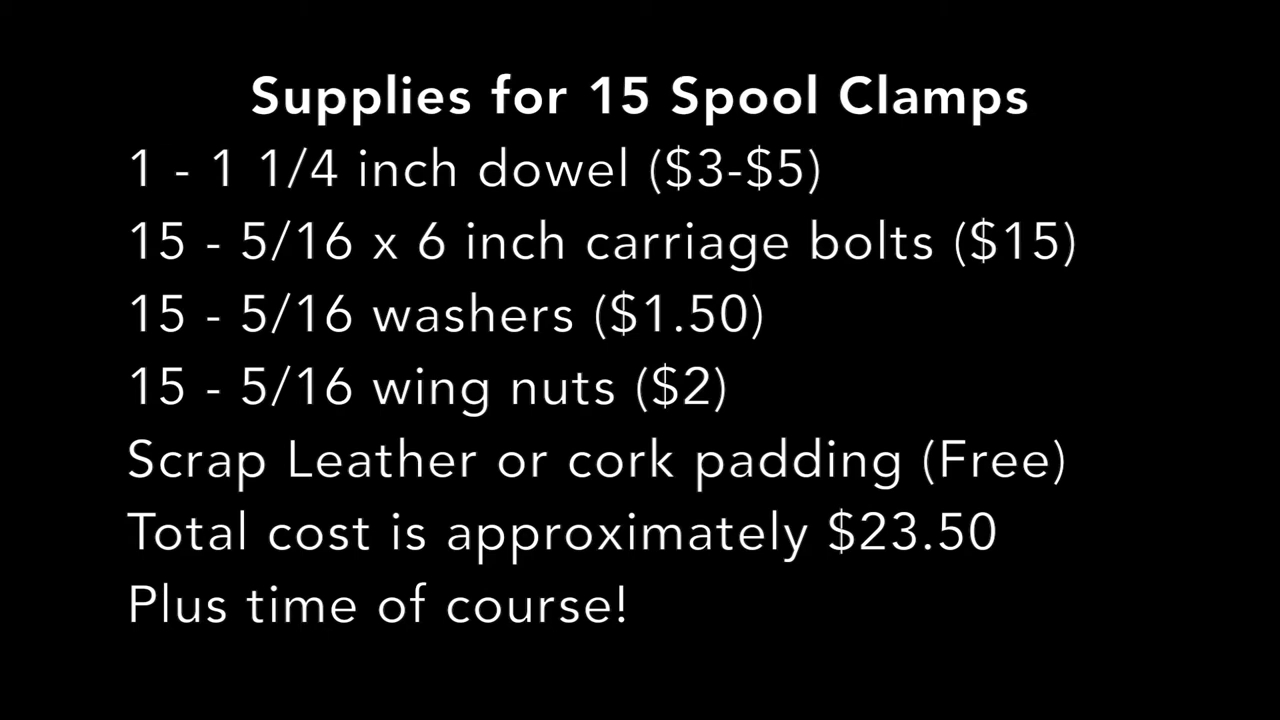 Supplies for 15 Spool Clamps
1 - 1 1/4 inch dowel ($3-$5)
15 - 5/16 x 6 inch carriage bolts ($15)
15 - 5/16 washers ($1.50)
15 - 5/16 wing nuts ($2)
Scrap Leather or cork padding (Free)
Total cost is approximately $23.50
Plus time of course!